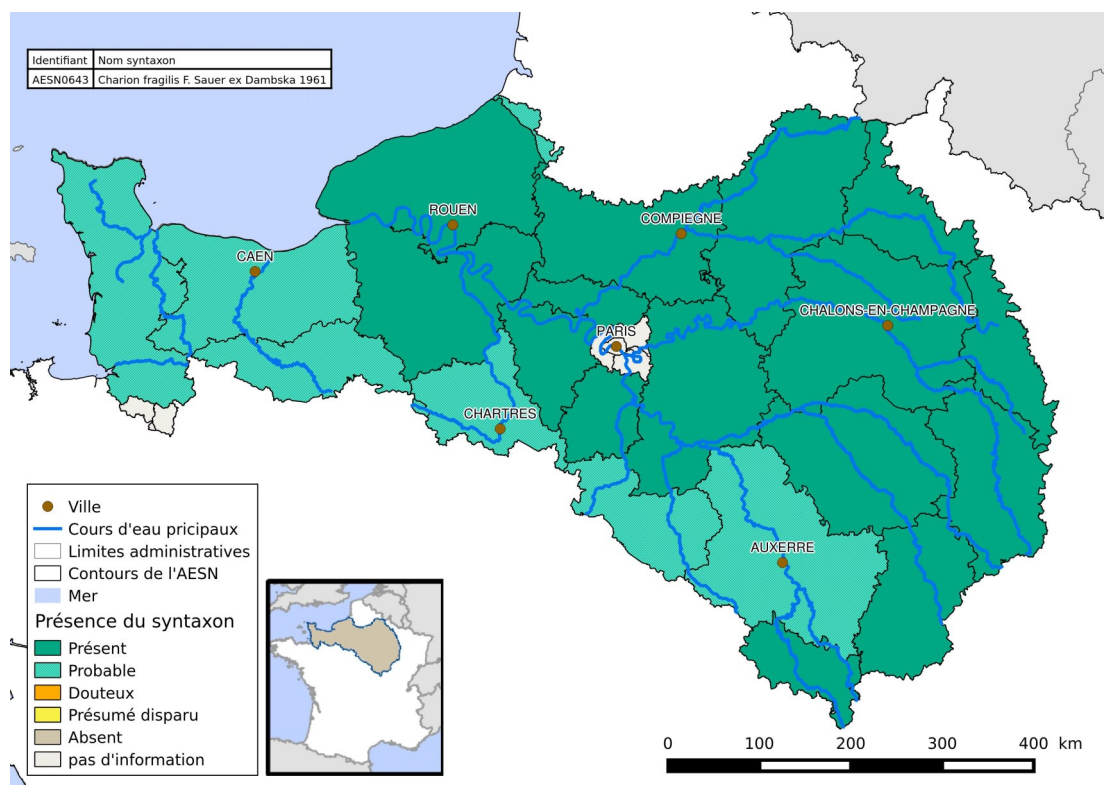 Identifiant Nom syntaxon
AESN0643 Charion fragilis F. Sauer ex Dambska 1961
ROUEN
COMPIEGNE
CAEN
CHALONS-EN-CHAMPAGNE
PARIS
CHARTRES
AUXERRE
Ville
Cours d'eau pricipaux
Limites administratives
Contours de l'AESN
Mer
Présence du syntaxon
Présent
Probable
Douteux
Présumé disparu
Absent
pas d'information
0 100 200 300 400 km